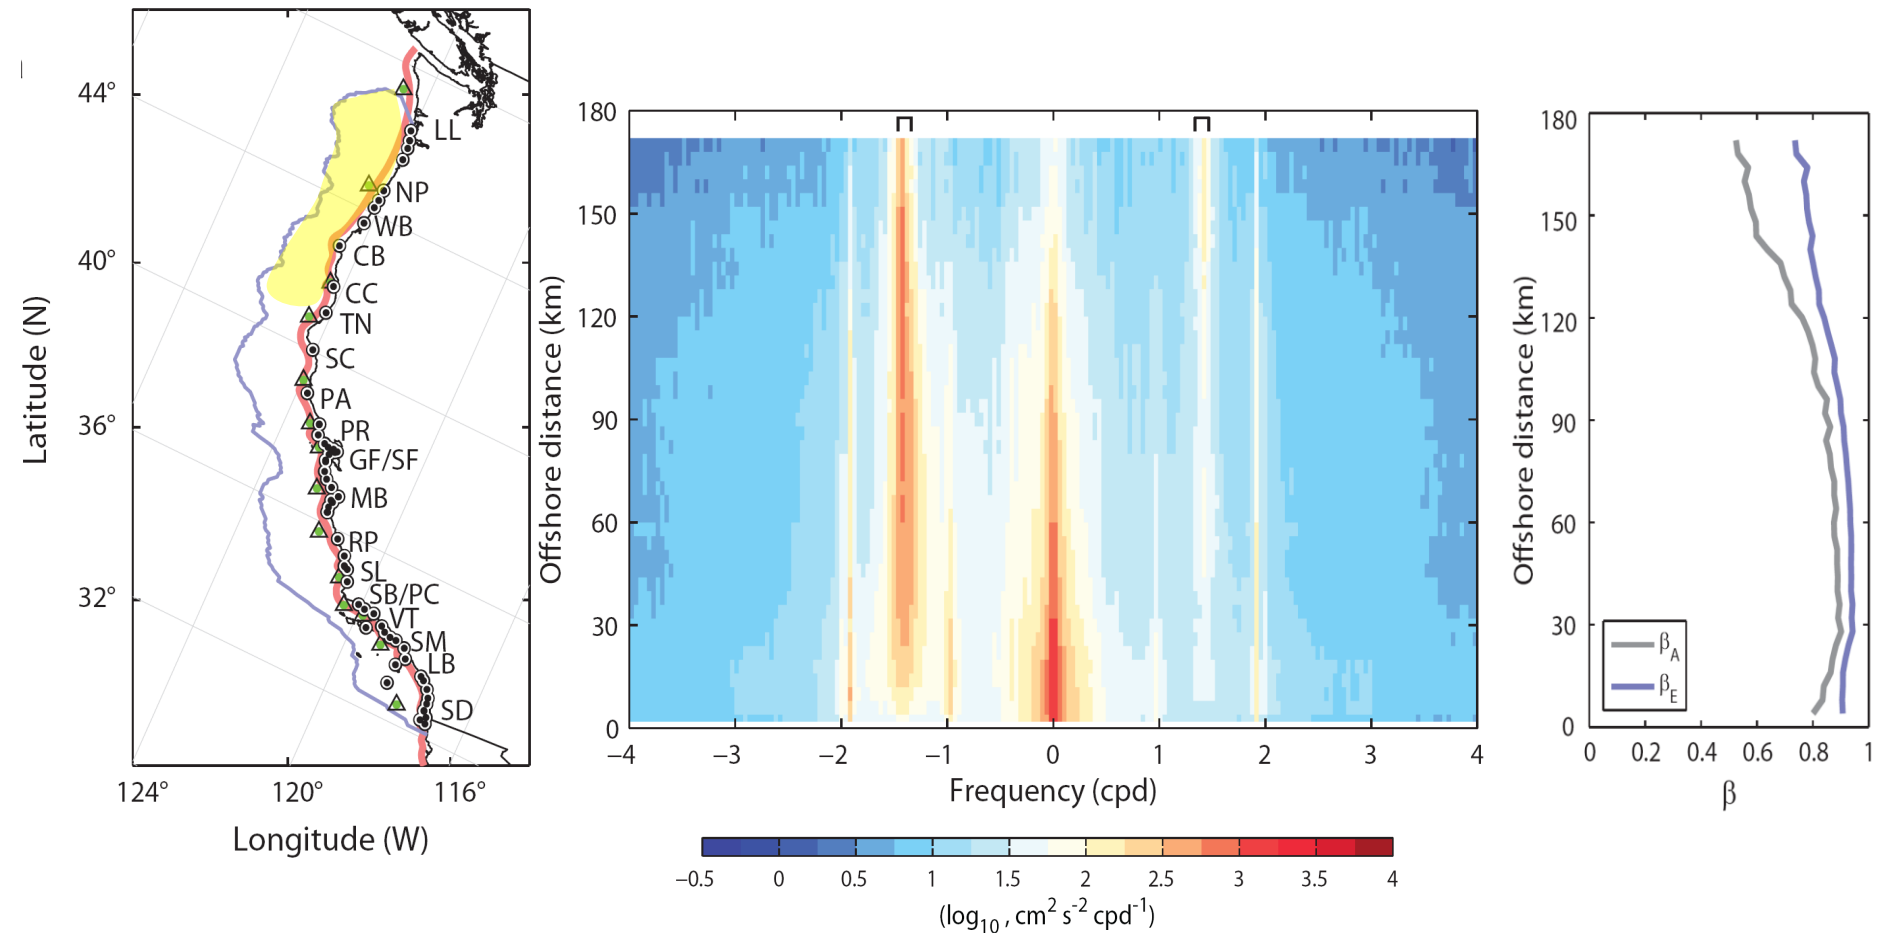 44°
40°
36°
32°
Latitude (N)
124°
120°
116°
Longitude (W)
LL
NP
WB
CB
CC
TN
SC
PA
PR
GF/SF
MB
RP
SL
SB/PC
VT
SM
LB
SD
180
150
120
90
60
30
0
Offshore distance (km)
−4
−3
−2
−1
0
1
2
3
4
Frequency (cpd)
−0.5
0
0.5
1
1.5
2
2.5
3
3.5
4
(log10 , cm2 s-2 cpd-1)
180
150
120
90
60
30
0
Offshore distance (km)
βA
βE
0
0.2
0.4
0.6
0.8
1
β